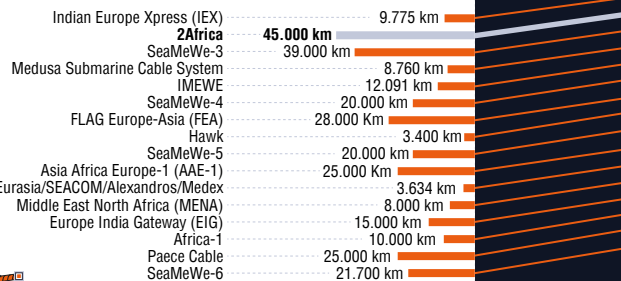 Indian Europe Xpress (IEX) 9.775 km
2Africa 45.000 km
SeaMeWe-3 39.000 km
Medusa Submarine Cable System 8.760 km
IMEWE 12.091 km
SeaMeWe-4 20.000 km
FLAG Europe-Asia (FEA) 28.000 Km
Hawk 3.400 km
SeaMeWe-5 20.000 km
Asia Africa Europe-1 (AAE-1) 25.000 Km
Eurasia/SEACOM/Alexandros/Medex 3.634 km
Middle East North Africa (MENA) 8.000 km
Europe India Gateway (EIG) 15.000 km
Africa-1 10.000 km
Paece Cable 25.000 km
SeaMeWe-6 21.700 km